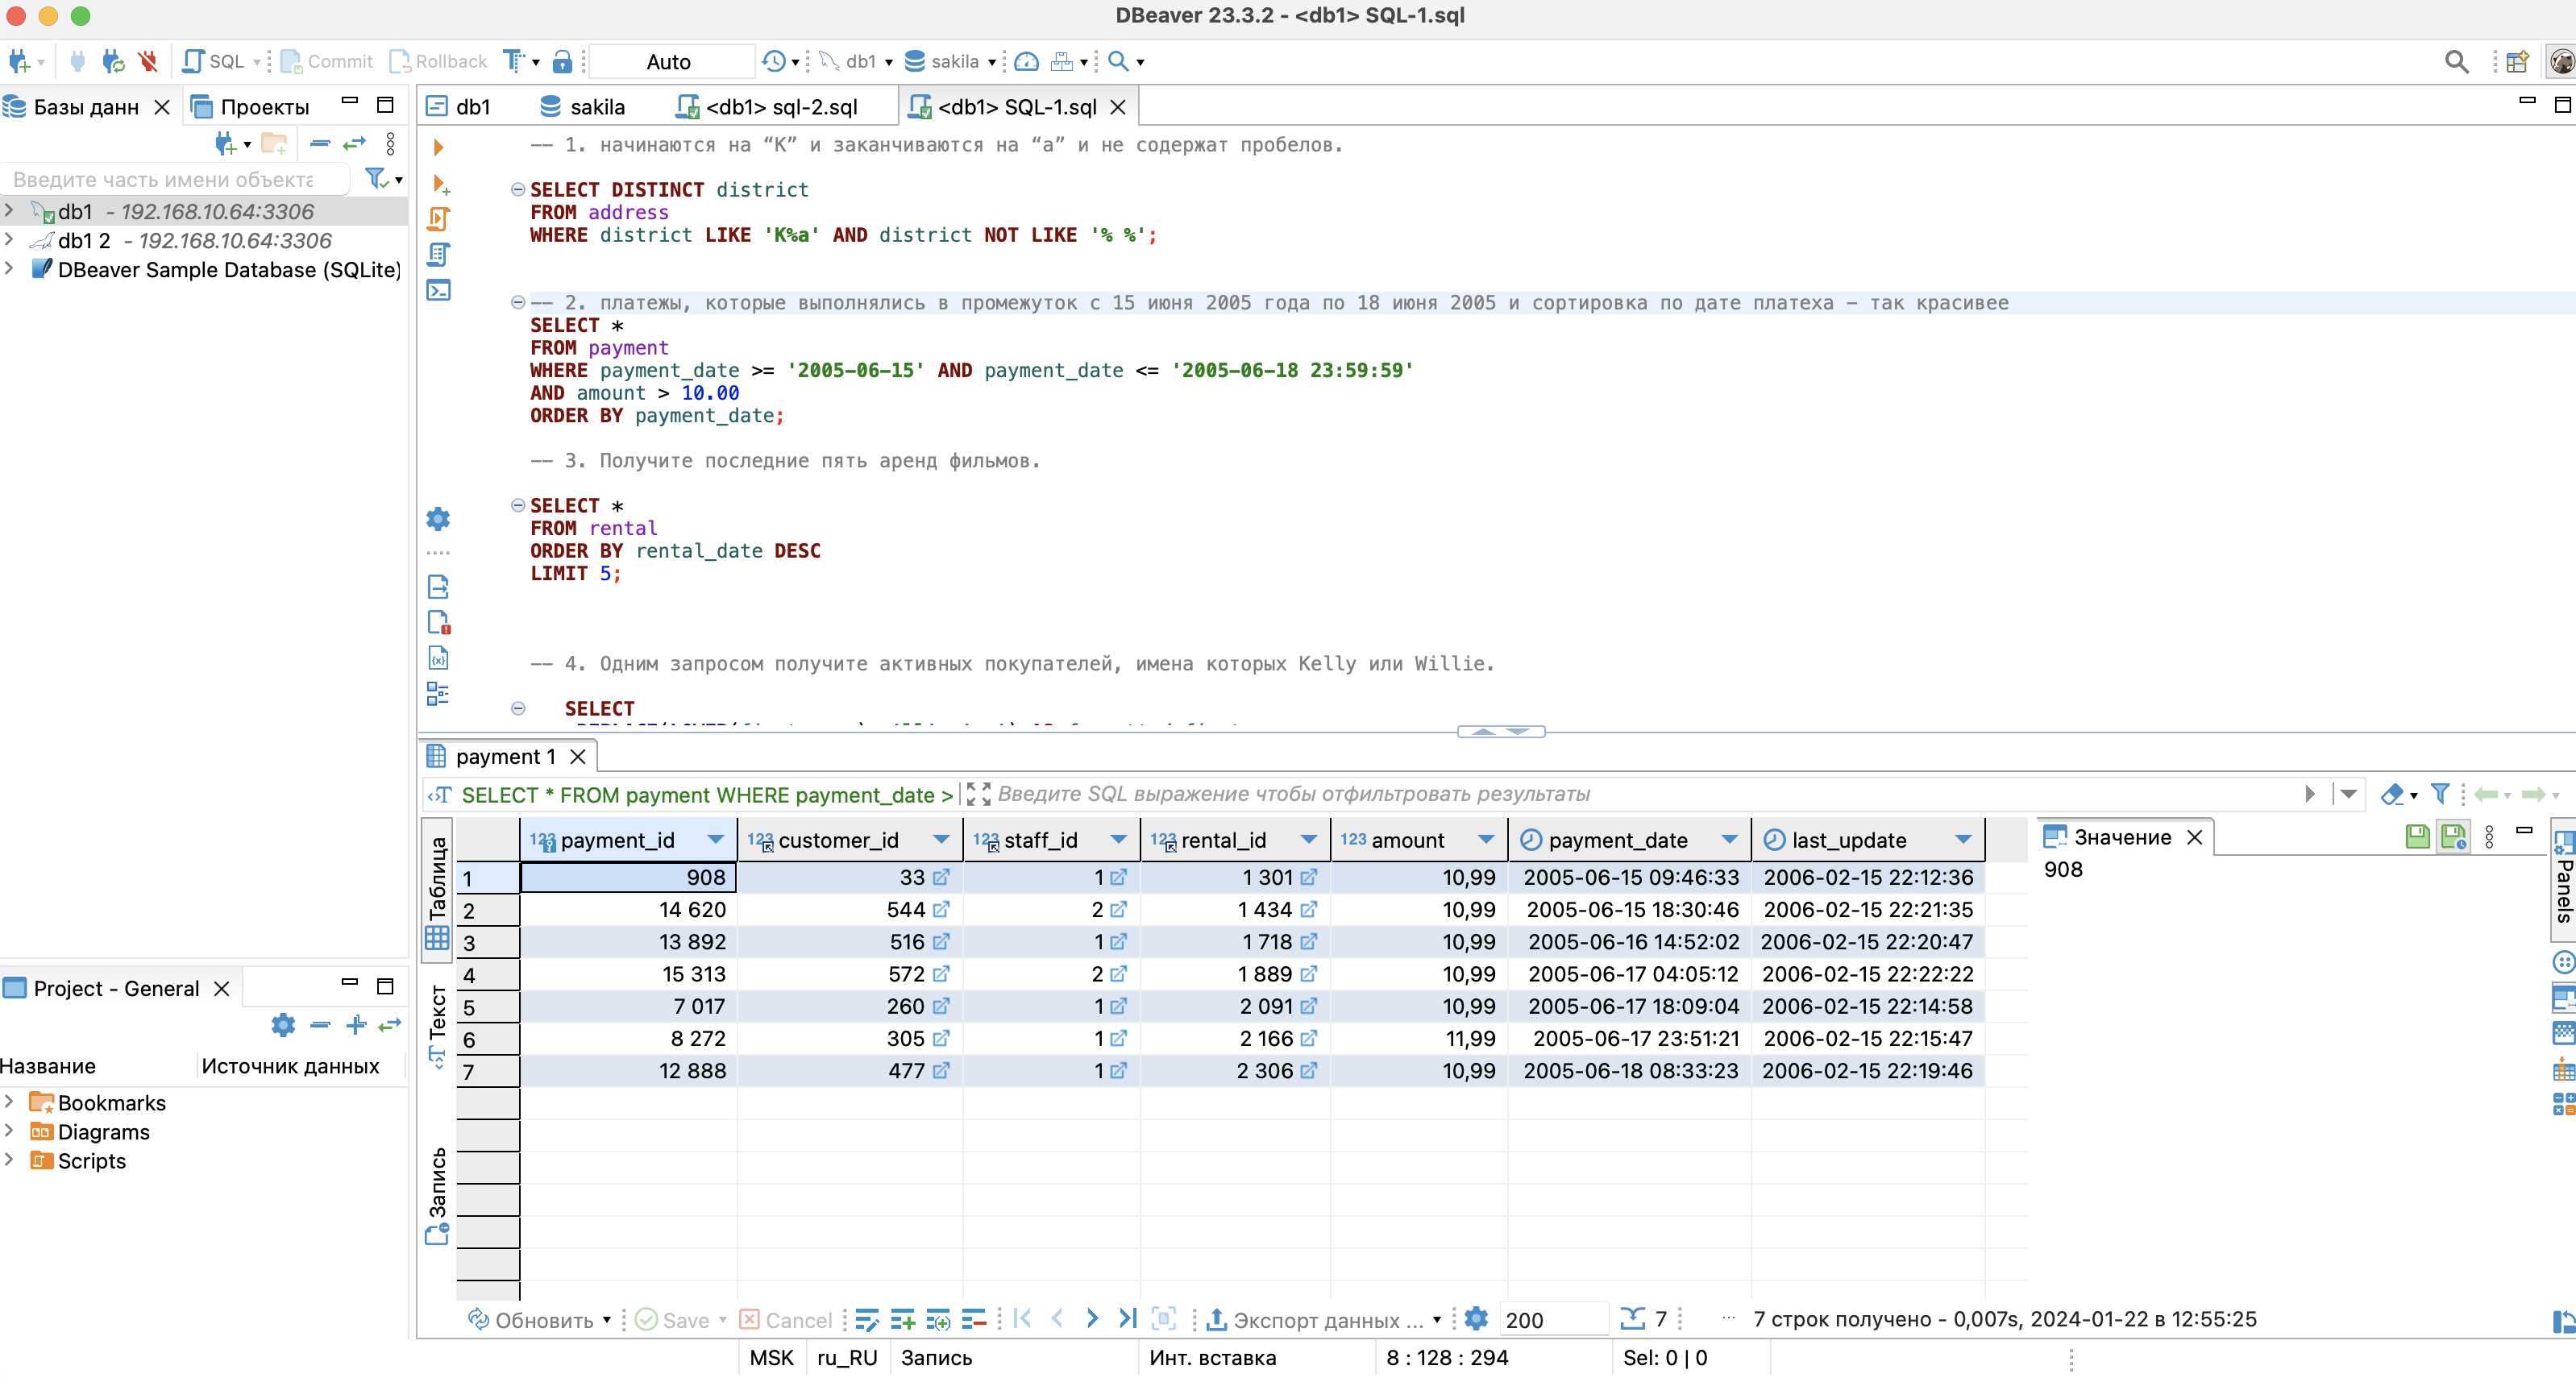 DBeaver 23.3.2 - <db1> SQL-1.sql
SQL Commit Rollback Auto db1 sakila
Базы данн Проекты
Введите часть имени объекта
db1 - 192.168.10.64:3306
db1 2 - 192.168.10.64:3306
DBeaver Sample Database (SQLite)
db1 sakila <db1> sql-2.sql <db1> SQL-1.sql
-- 1. начинаются на “K” и заканчиваются на “a” и не содержат пробелов.
SELECT DISTINCT district
FROM address
WHERE district LIKE 'K%a' AND district NOT LIKE '% %';
-- 2. платежы, которые выполнялись в промежуток с 15 июня 2005 года по 18 июня 2005 и сортировка по дате платеха - так красивее
SELECT *
FROM payment
WHERE payment_date >= '2005-06-15' AND payment_date <= '2005-06-18 23:59:59'
AND amount > 10.00
ORDER BY payment_date;
-- 3. Получите последние пять аренд фильмов.
SELECT *
FROM rental
ORDER BY rental_date DESC
LIMIT 5;
-- 4. Одним запросом получите активных покупателей, имена которых Kelly или Willie.
SELECT
Project - General
Название Источник данных
Bookmarks
Diagrams
Scripts
payment 1
SELECT * FROM payment WHERE payment_date > Введите SQL выражение чтобы отфильтровать результаты
Таблица
Текст
Запись
123 payment_id 123 customer_id 123 staff_id 123 rental_id 123 amount payment_date last_update
1 908 33 1 1 301 10,99 2005-06-15 09:46:33 2006-02-15 22:12:36
2 14 620 544 2 1 434 10,99 2005-06-15 18:30:46 2006-02-15 22:21:35
3 13 892 516 1 1 718 10,99 2005-06-16 14:52:02 2006-02-15 22:20:47
4 15 313 572 2 1 889 10,99 2005-06-17 04:05:12 2006-02-15 22:22:22
5 7 017 260 1 2 091 10,99 2005-06-17 18:09:04 2006-02-15 22:14:58
6 8 272 305 1 2 166 11,99 2005-06-17 23:51:21 2006-02-15 22:15:47
7 12 888 477 1 2 306 10,99 2005-06-18 08:33:23 2006-02-15 22:19:46
Значение
908
Panels
Обновить Save Cancel Экспорт данных ... 200 7 ... 7 строк получено - 0,007s, 2024-01-22 в 12:55:25
MSK ru_RU Запись Инт. вставка 8 : 128 : 294 Sel: 0 | 0